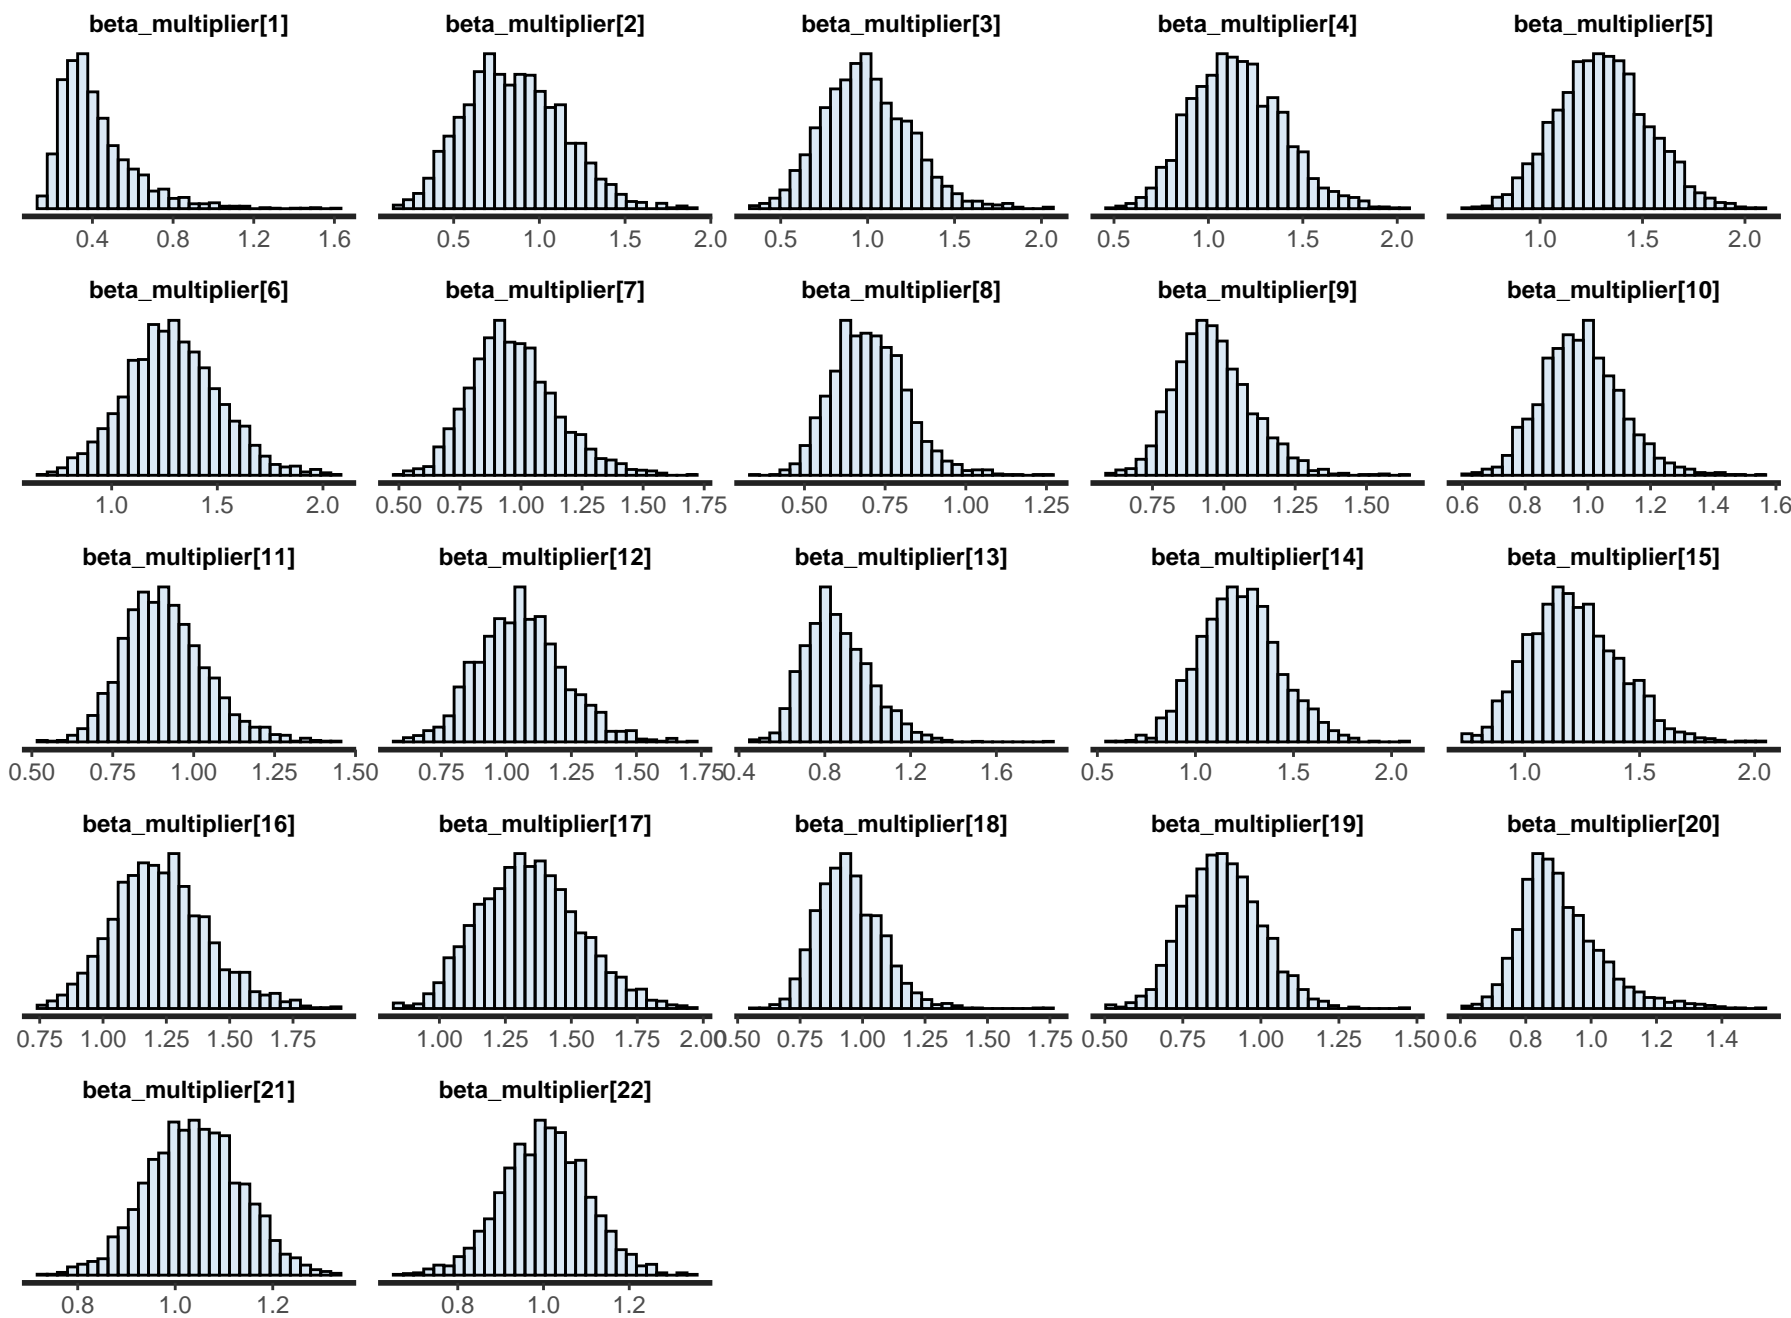 beta_multiplier[1] beta_multiplier[2] beta_multiplier[3] beta_multiplier[4] beta_multiplier[5]
0.4 0.8 1.2 1.6 0.5 1.0 1.5 2.0 0.5 1.0 1.5 2.0 0.5 1.0 1.5 2.0 1.0 1.5 2.0
beta_multiplier[6] beta_multiplier[7] beta_multiplier[8] beta_multiplier[9] beta_multiplier[10]
1.0 1.5 2.0 0.50 0.75 1.00 1.25 1.50 1.75 0.50 0.75 1.00 1.25 0.75 1.00 1.25 1.50 0.6 0.8 1.0 1.2 1.4 1.6
beta_multiplier[11] beta_multiplier[12] beta_multiplier[13] beta_multiplier[14] beta_multiplier[15]
0.50 0.75 1.00 1.25 1.50 0.75 1.00 1.25 1.50 1.75 0.4 0.8 1.2 1.6 0.5 1.0 1.5 2.0 1.0 1.5 2.0
beta_multiplier[16] beta_multiplier[17] beta_multiplier[18] beta_multiplier[19] beta_multiplier[20]
0.75 1.00 1.25 1.50 1.75 1.00 1.25 1.50 1.75 2.00 0.50 0.75 1.00 1.25 1.50 1.75 0.50 0.75 1.00 1.25 1.50 0.6 0.8 1.0 1.2 1.4
beta_multiplier[21] beta_multiplier[22]
0.8 1.0 1.2 0.8 1.0 1.2